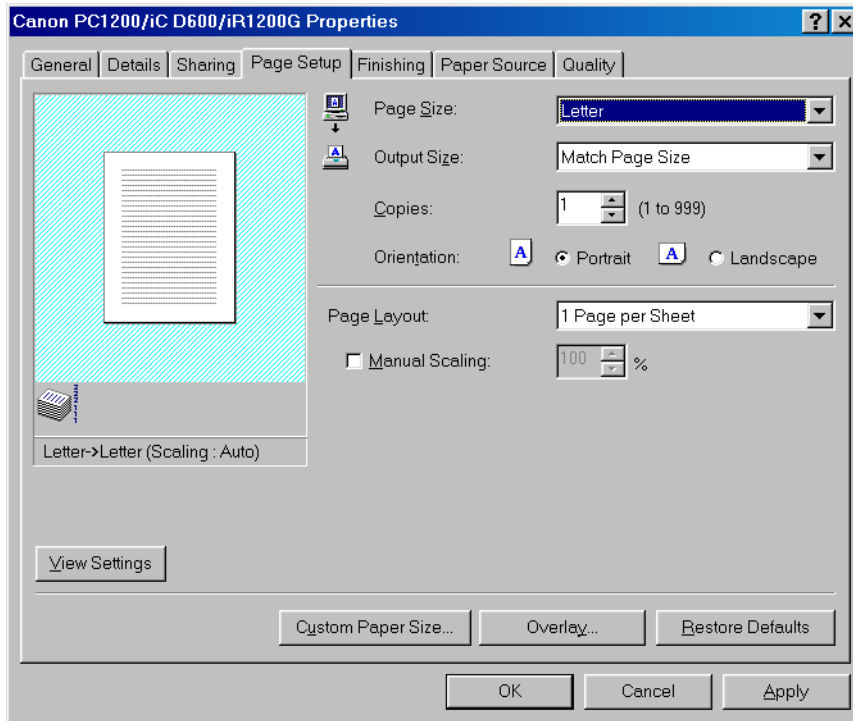 Canon PC1200/iC D600/iR1200G Properties
General Details Sharing Page Setup Finishing Paper Source Quality
Page Size: Letter
Output Size: Match Page Size
Copies: 1 (1 to 999)
Orientation: A Portrait A Landscape
Page Layout: 1 Page per Sheet
Manual Scaling: 100 %
Letter->Letter (Scaling : Auto)
View Settings
Custom Paper Size... Overlay... Restore Defaults
OK Cancel Apply